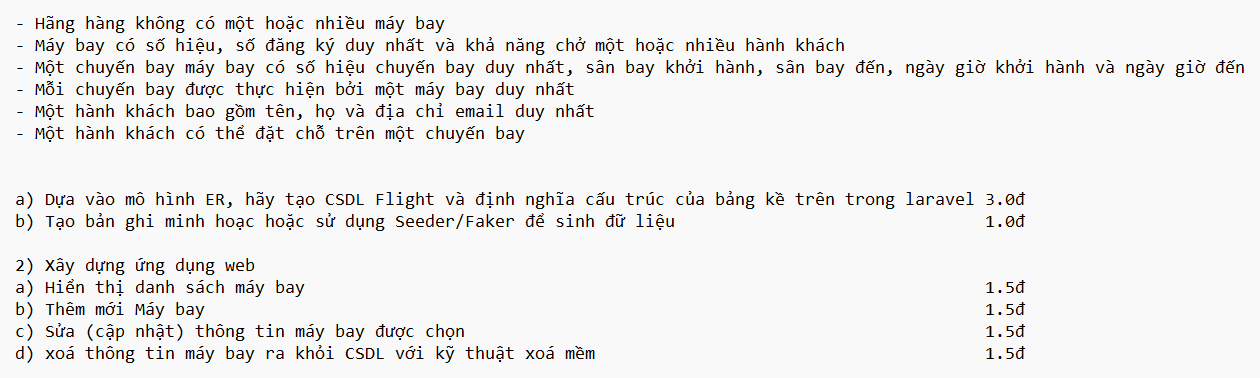 - Hãng hàng không có một hoặc nhiều máy bay
- Máy bay có số hiệu, số đăng ký duy nhất và khả năng chở một hoặc nhiều hành khách
- Một chuyến bay máy bay có số hiệu chuyến bay duy nhất, sân bay khởi hành, sân bay đến, ngày giờ khởi hành và ngày giờ đến
- Mỗi chuyến bay được thực hiện bởi một máy bay duy nhất
- Một hành khách bao gồm tên, họ và địa chỉ email duy nhất
- Một hành khách có thể đặt chỗ trên một chuyến bay
a) Dựa vào mô hình ER, hãy tạo CSDL Flight và định nghĩa cấu trúc của bảng kề trên trong laravel 3.0đ
b) Tạo bản ghi minh hoạc hoặc sử dụng Seeder/Faker để sinh đữ liệu 1.0đ
2) Xây dựng ứng dụng web
a) Hiển thị danh sách máy bay 1.5đ
b) Thêm mới Máy bay 1.5đ
c) Sửa (cập nhật) thông tin máy bay được chọn 1.5đ
d) xoá thông tin máy bay ra khỏi CSDL với kỹ thuật xoá mềm 1.5đ